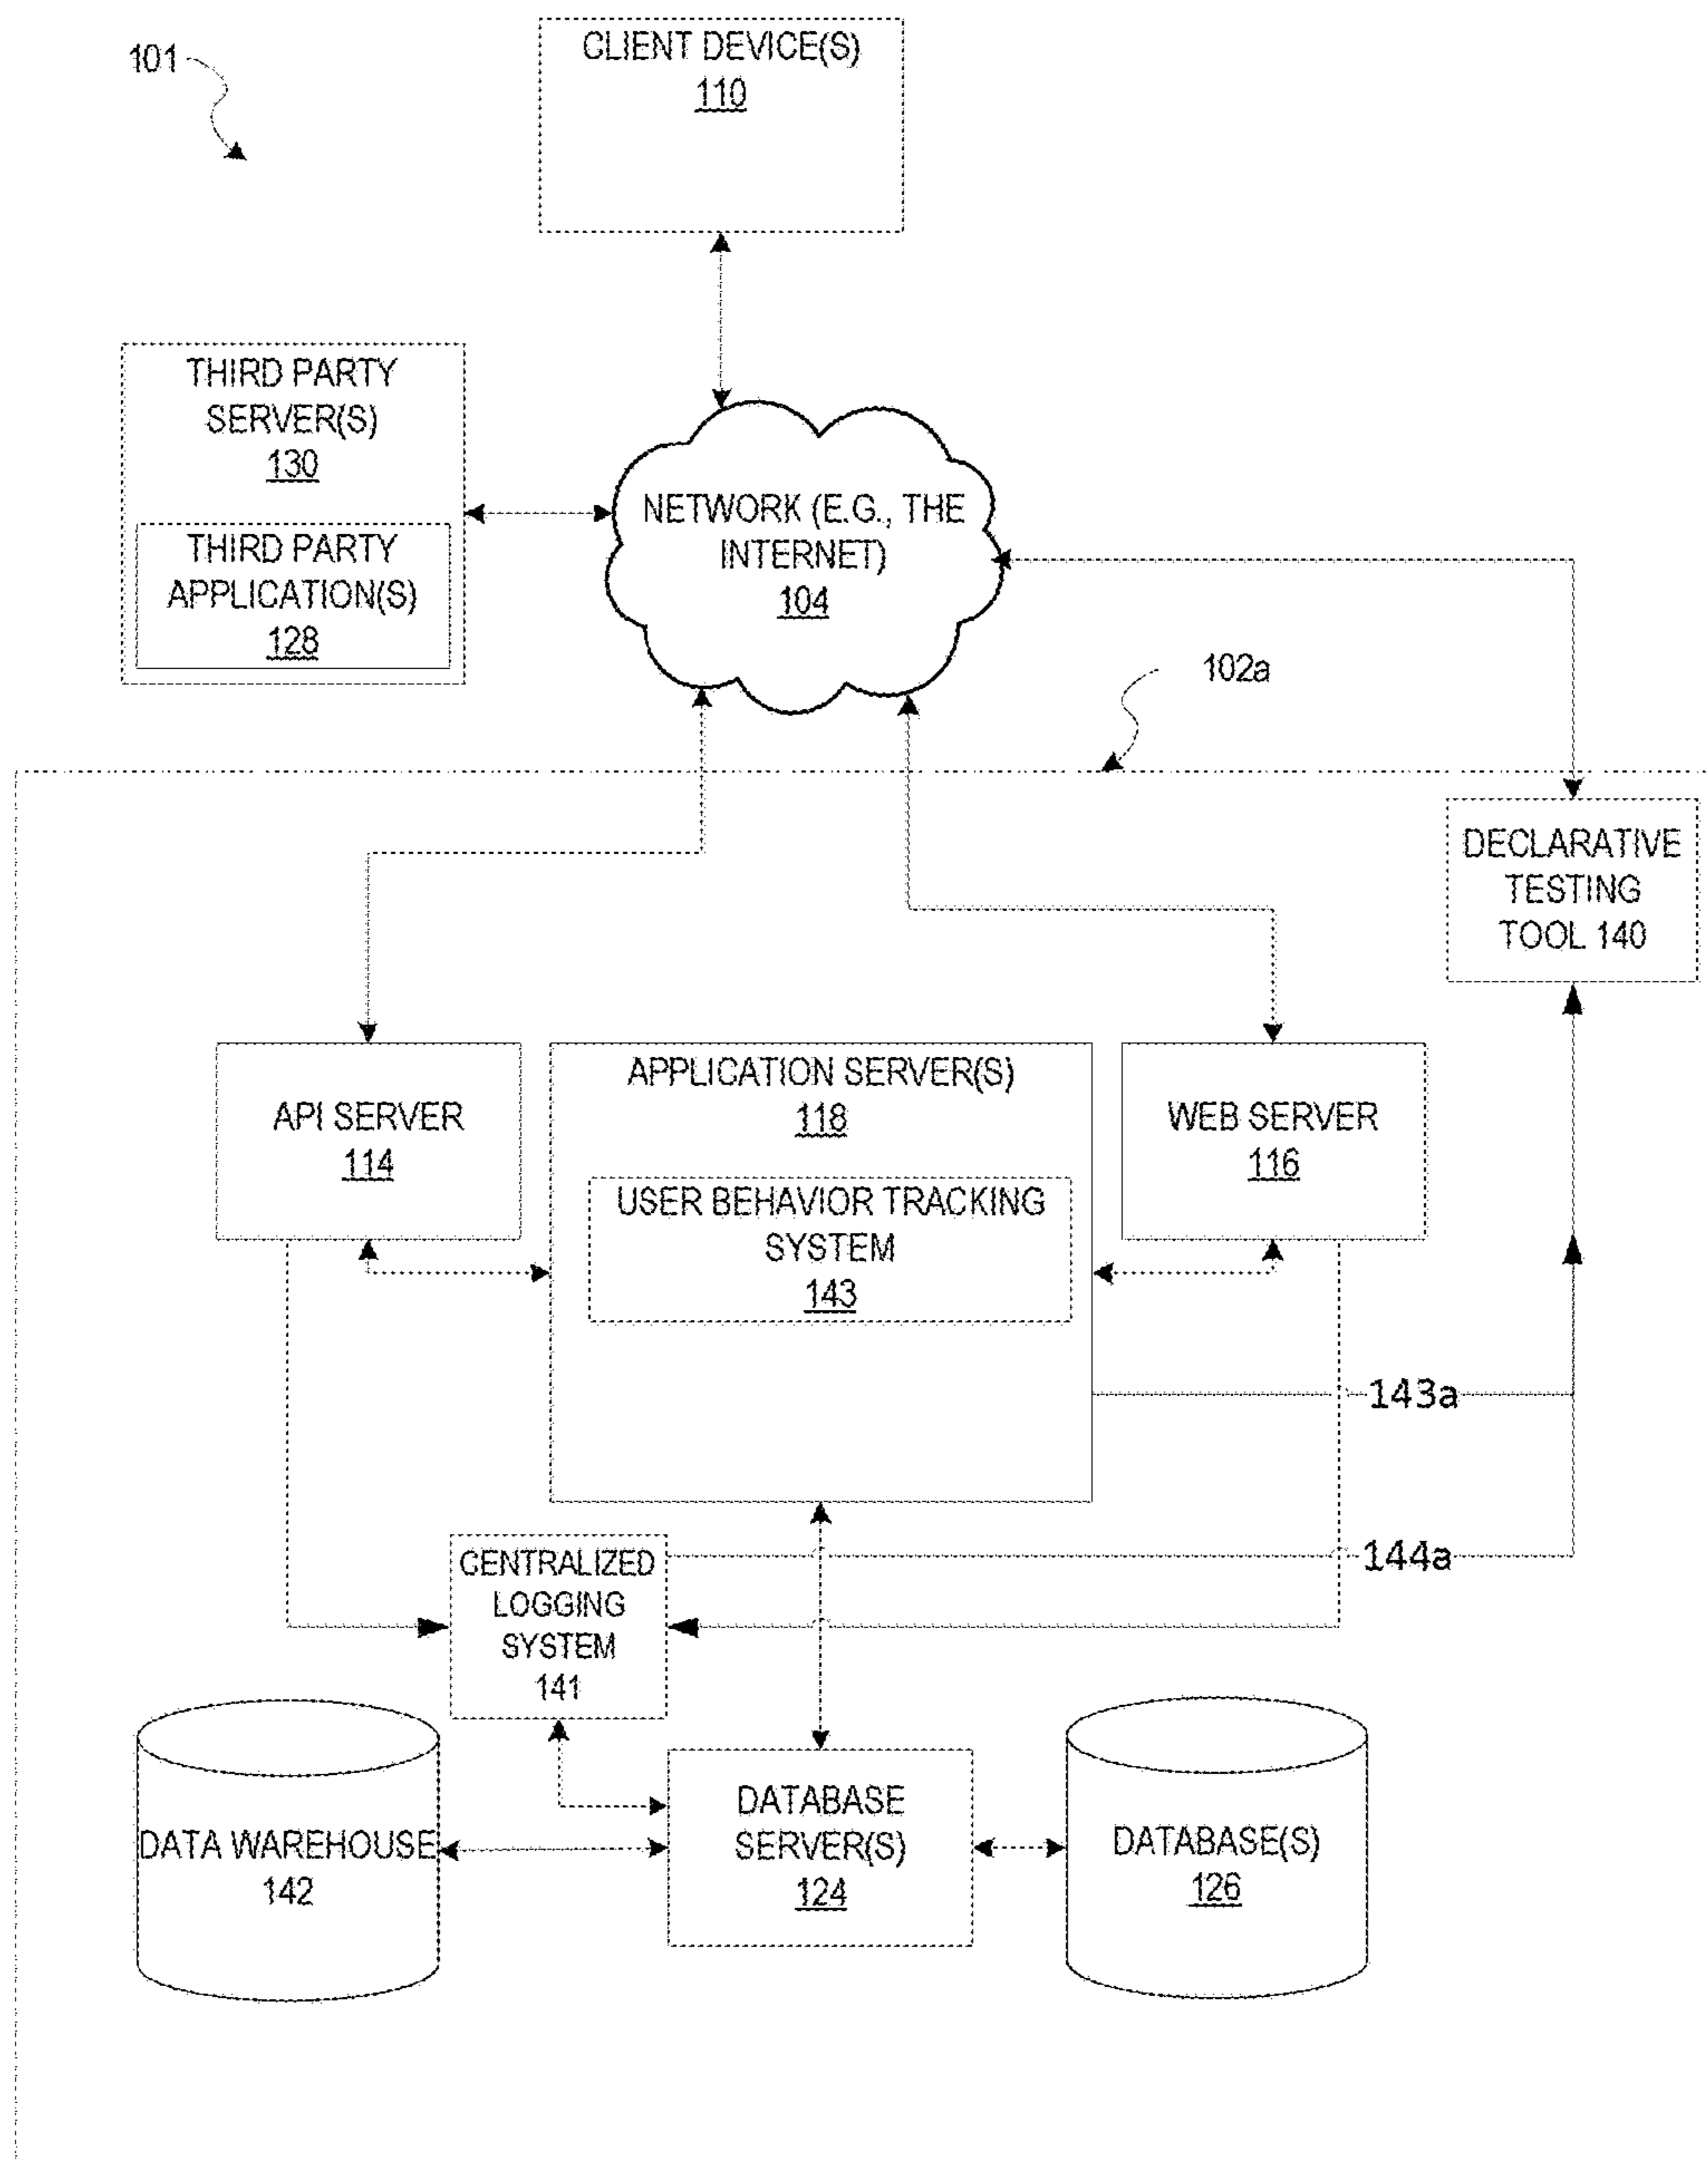 101
CLIENT DEVICE(S)
110
THIRD PARTY
SERVER(S)
130
THIRD PARTY
APPLICATION(S)
128
NETWORK (E.G., THE
INTERNET)
104
102a
DECLARATIVE
TESTING
TOOL 140
API SERVER
114
APPLICATION SERVER(S)
118
USER BEHAVIOR TRACKING
SYSTEM
143
WEB SERVER
116
143a
CENTRALIZED
LOGGING
SYSTEM
141
144a
DATA WAREHOUSE
142
DATABASE
SERVER(S)
124
DATABASE(S)
126